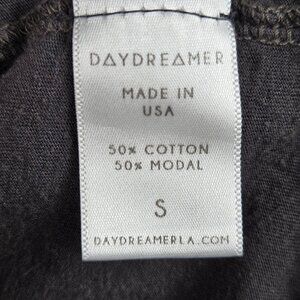 DAYDREAMER
MADE IN
USA
50% COTTON
50% MODAL
S
DAYDREAMERLA.COM